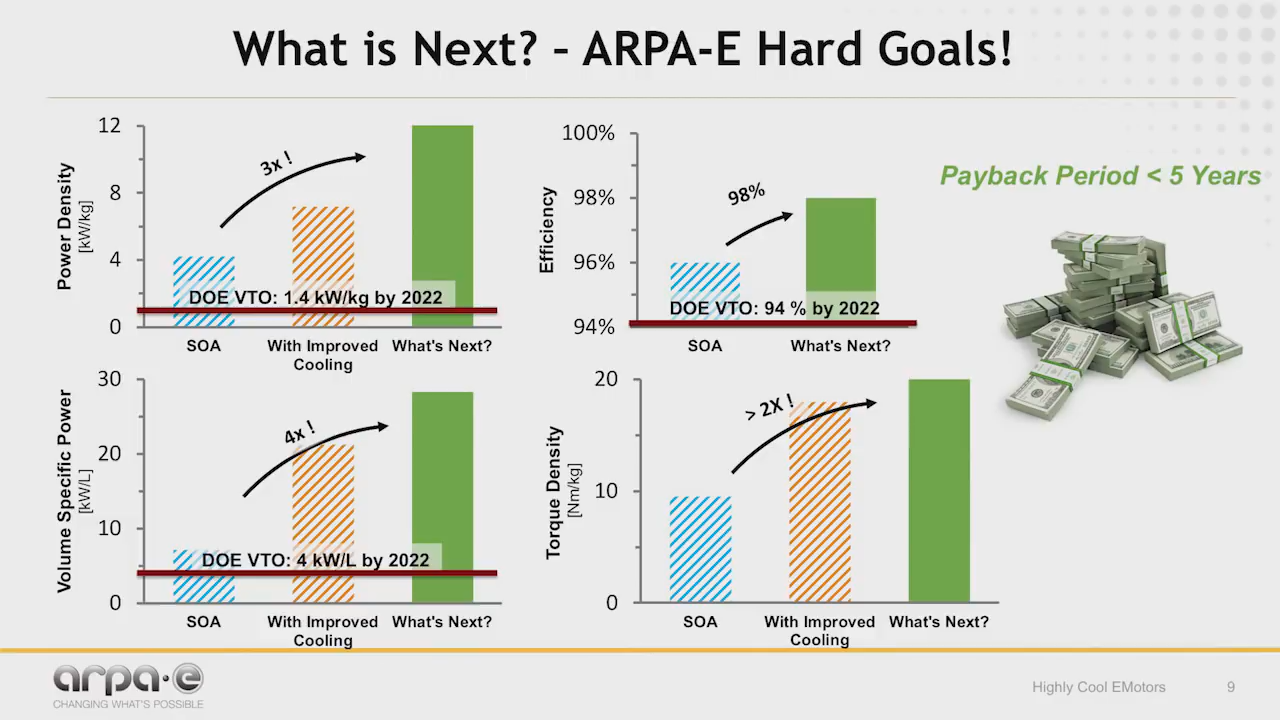 What is Next? – ARPA-E Hard Goals!
12
8
4
0
Power Density
[kW/kg]
3x !
DOE VTO: 1.4 kW/kg by 2022
SOA
With Improved
Cooling
What's Next?
100%
98%
96%
94%
Efficiency
98%
DOE VTO: 94 % by 2022
SOA
What's Next?
Payback Period < 5 Years
30
20
10
0
Volume Specific Power
[kW/L]
4x !
DOE VTO: 4 kW/L by 2022
SOA
With Improved
Cooling
What's Next?
20
10
0
Torque Density
[Nm/kg]
> 2X !
SOA
With Improved
Cooling
What's Next?
arpa·e
CHANGING WHAT'S POSSIBLE
Highly Cool EMotors
9